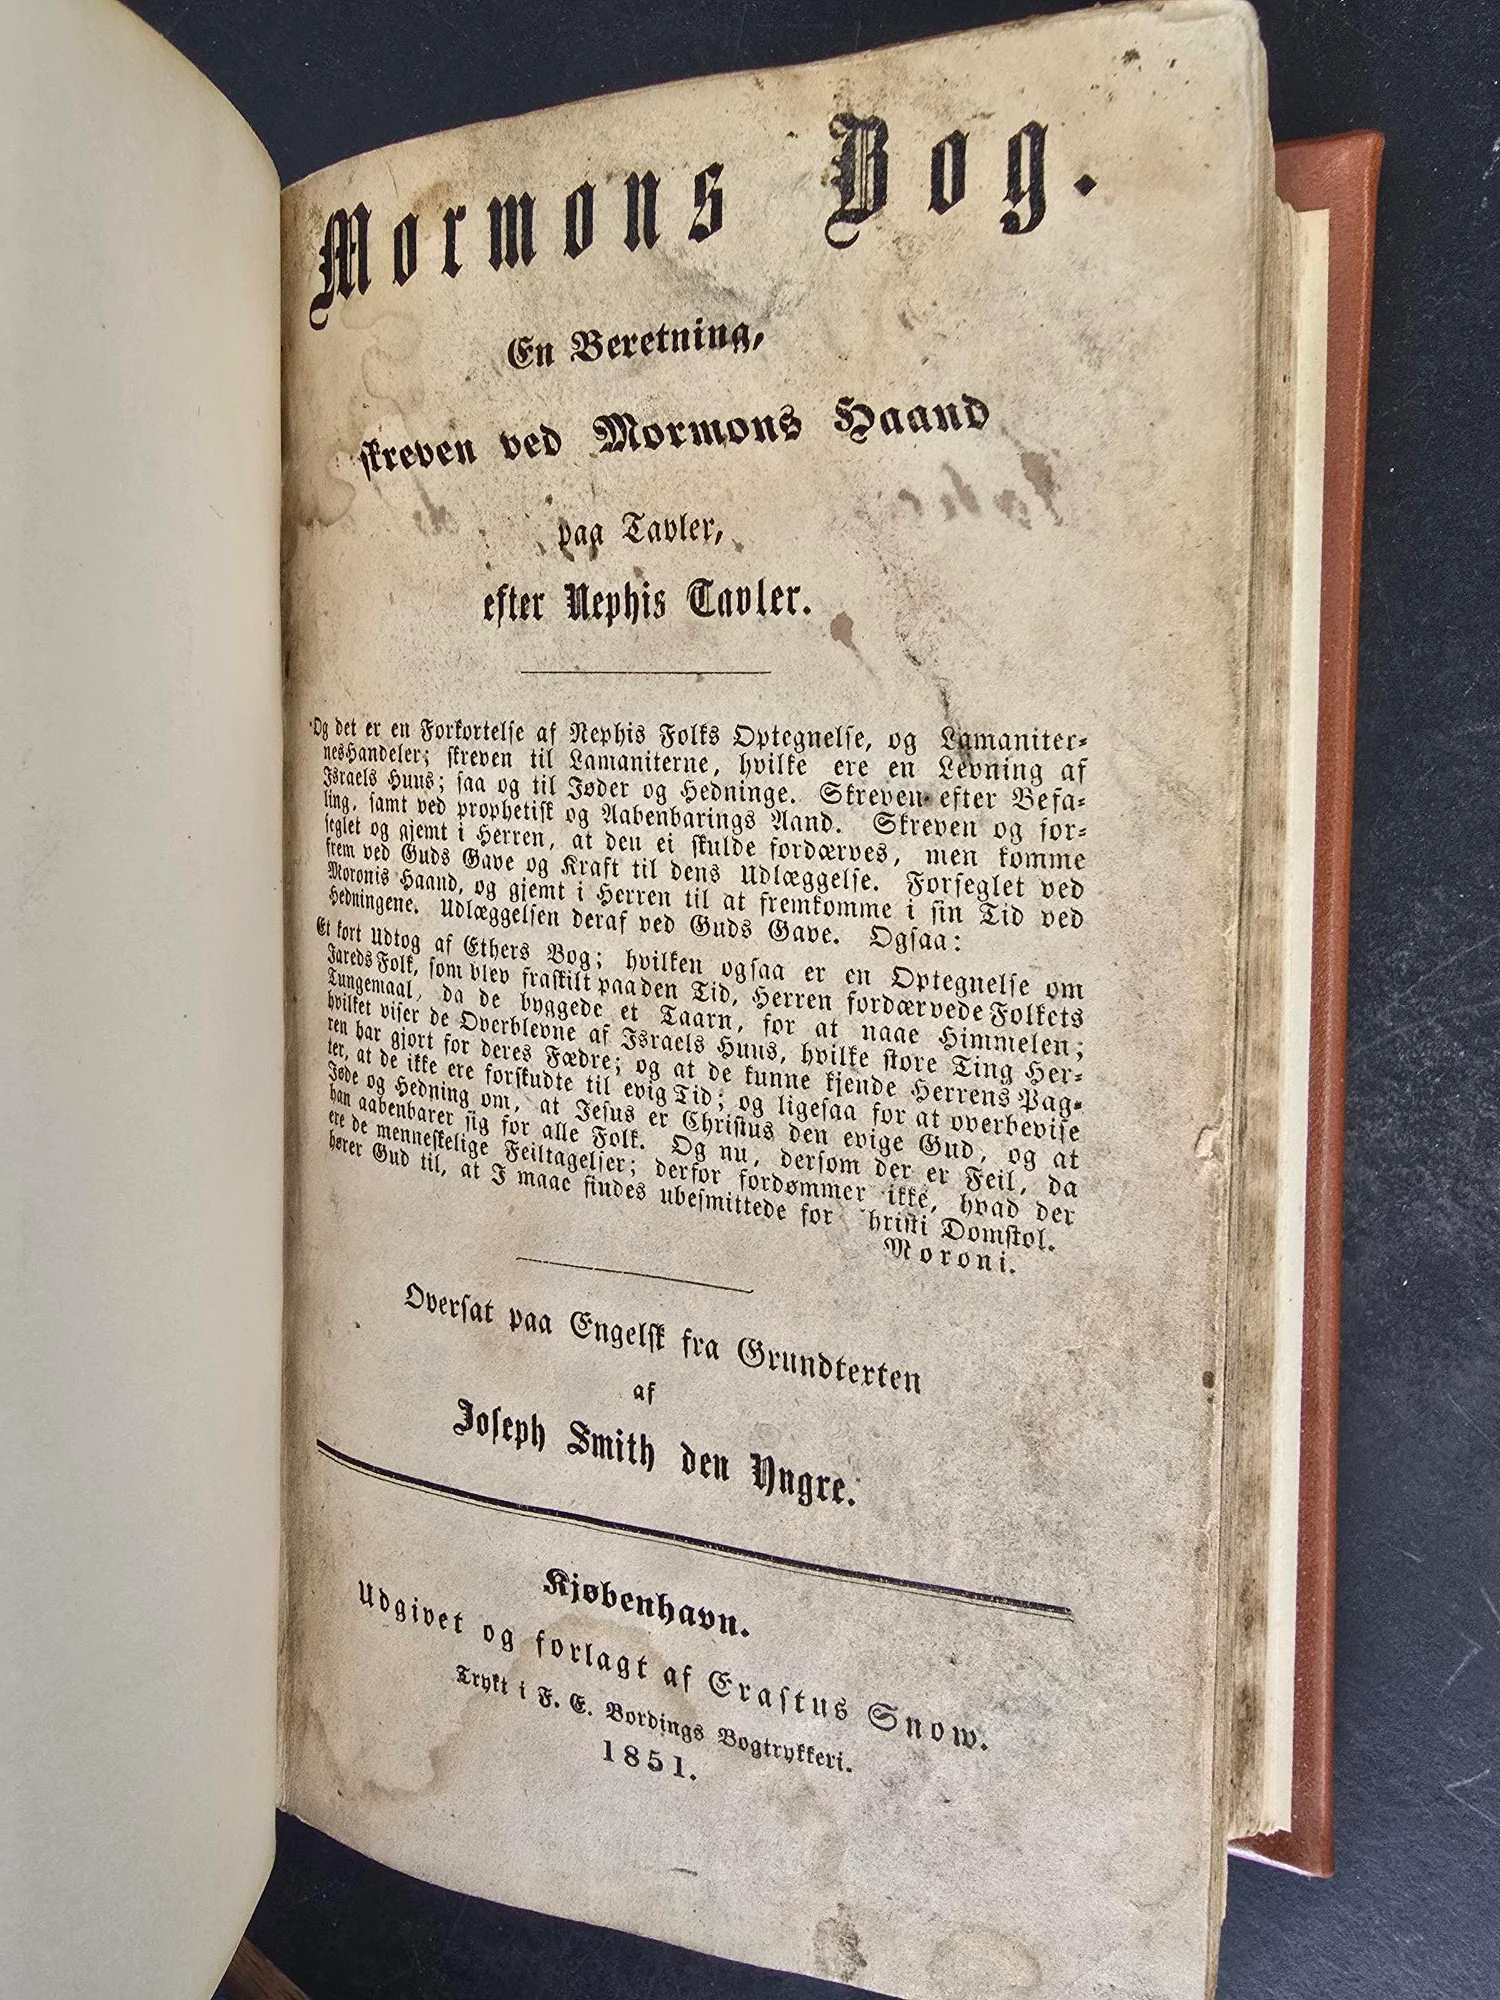 Mormons Bog.
En Beretning,
skreven ved Mormons Haand
paa Tavler,
efter Nephis Tavler.
Og det er en Forkortelse af Nephis Folks Optegnelse, og Lamaniter-
nes Handeler; skreven til Lamaniterne, hvilke ere en Levning af
Israels Huus; saa og til Jøder og Hedninge. Skreven efter Befa-
ling, samt ved prophetisk og Aabenbarings Aand. Skreven og for-
seglet og gjemt i Herren, at den ei skulde fordærves, men komme
frem ved Guds Gave og Kraft til dens Udlæggelse. Forseglet ved
Moronis Haand, og gjemt i Herren til at fremkomme i sin Tid ved
Hedningene. Udlæggelsen deraf ved Guds Gave. Ogsaa:
Et kort Udtog af Ethers Bog; hvilken ogsaa er en Optegnelse om
Jareds Folk, som blev fraskilt paa den Tid, Herren fordærvede Folkets
Tungemaal, da de byggede et Taarn, for at naae Himmelen;
hvilket viser de Overblevne af Israels Huus, hvilke store Ting Her-
ren har gjort for deres Fædre; og at de kunne kjende Herrens Pag-
ter, at de ikke ere forskudte til evig Tid; og ligesaa for at overbevise
Jøde og Hedning om, at Jesus er Christus den evige Gud, og at
han aabenbarer sig for alle Folk. Og nu, dersom der er Feil, da
ere de menneskelige Feiltagelser; derfor fordømmer ikke, hvad der
hører Gud til, at I maae findes ubesmittede for hristi Domstol.
Moroni.
Oversat paa Engelsk fra Grundtexten
af
Joseph Smith den Yngre.
Kjøbenhavn.
Udgivet og forlagt af Erastus Snow.
Trykt i F. E. Bordings Bogtrykkeri.
1851.